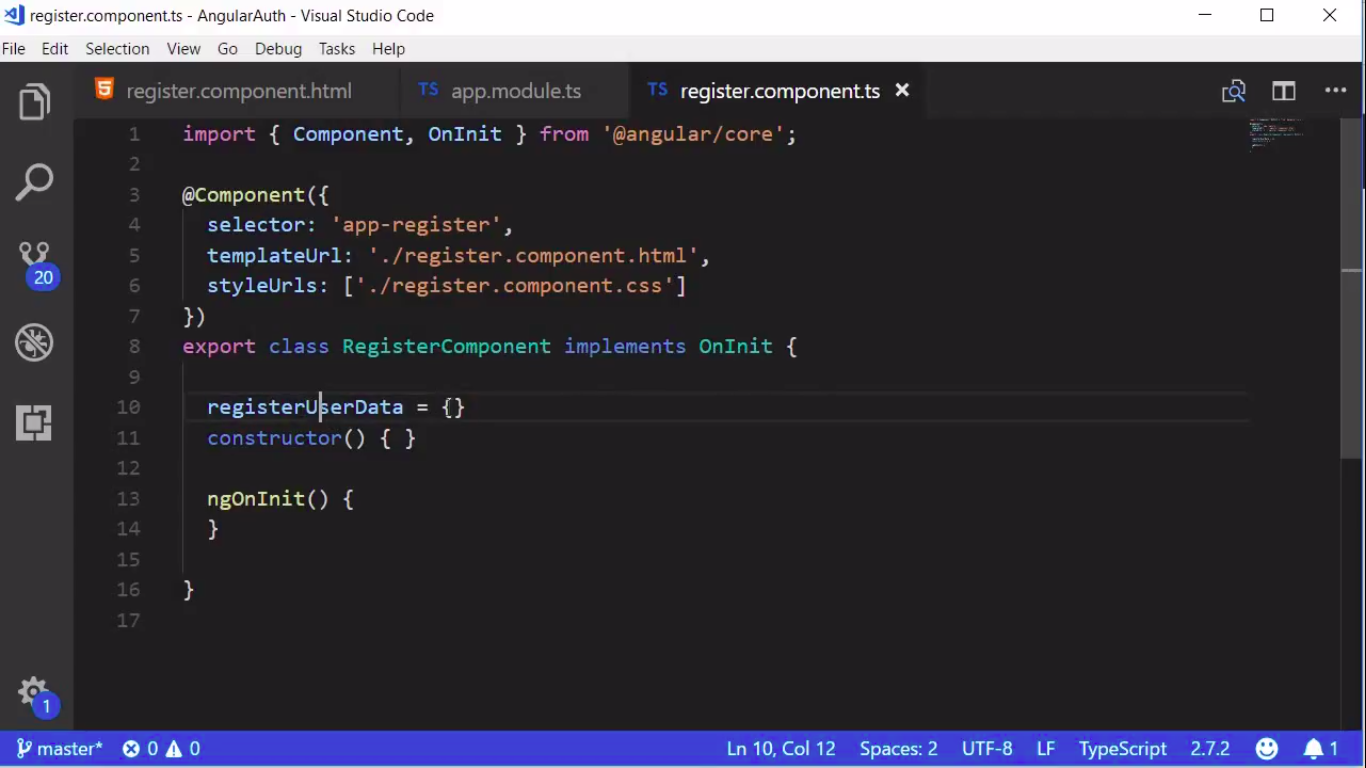 register.component.ts - AngularAuth - Visual Studio Code
File Edit Selection View Go Debug Tasks Help
register.component.html TS app.module.ts TS register.component.ts
1 import { Component, OnInit } from '@angular/core';
2
3 @Component({
4 selector: 'app-register',
5 templateUrl: './register.component.html',
6 styleUrls: ['./register.component.css']
7 })
8 export class RegisterComponent implements OnInit {
9
10 registerUserData = {}
11 constructor() { }
12
13 ngOnInit() {
14 }
15
16 }
17
20
1
master* 0 0 Ln 10, Col 12 Spaces: 2 UTF-8 LF TypeScript 2.7.2 1